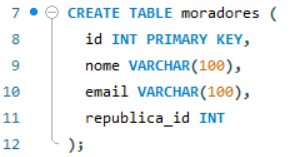 7 CREATE TABLE moradores (
8 id INT PRIMARY KEY,
9 nome VARCHAR(100),
10 email VARCHAR(100),
11 republica_id INT
12 );